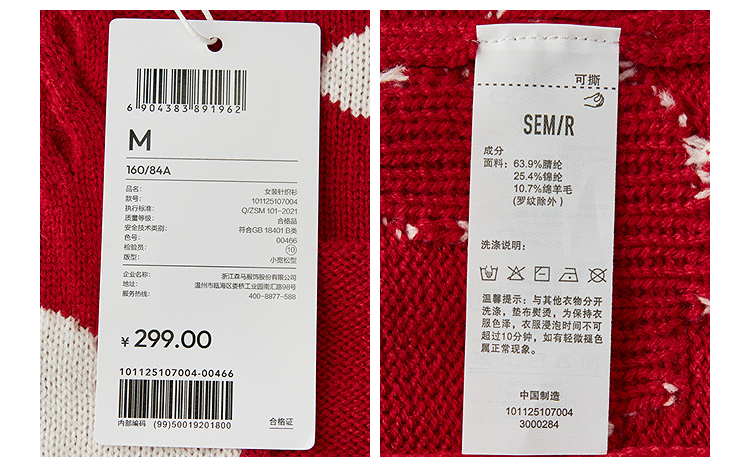 6 904383 891962
M
160/84A
品名: 女装针织衫
款号: 101125107004
执行标准: Q/ZSM 101-2021
质量等级: 合格品
安全技术类别: 符合GB 18401 B类
色号: 00466
检验员: 10
版型: 小宽松型
企业名称: 浙江森马服饰股份有限公司
地址: 温州市瓯海区娄桥工业园南汇路98号
服务热线: 400-8877-588
¥ 299.00
101125107004-00466
内部编码 (99)50019201800
合格证
可撕
SEM/R
成分
面料: 63.9%腈纶
25.4%锦纶
10.7%绵羊毛
(罗纹除外)
洗涤说明:
温馨提示: 与其他衣物分开
洗涤, 垫布熨烫, 为保持衣
服色泽, 衣服浸泡时间不可
超过10分钟, 如有轻微褪色
属正常现象。
中国制造
101125107004
3000284